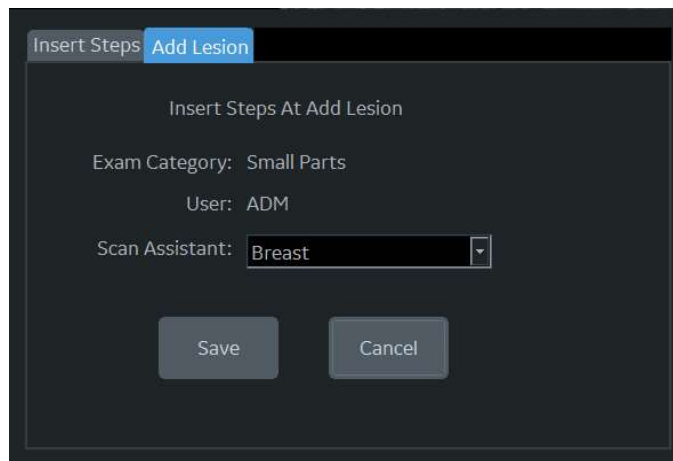 Insert Steps Add Lesion
Insert Steps At Add Lesion
Exam Category: Small Parts
User: ADM
Scan Assistant: Breast
Save Cancel